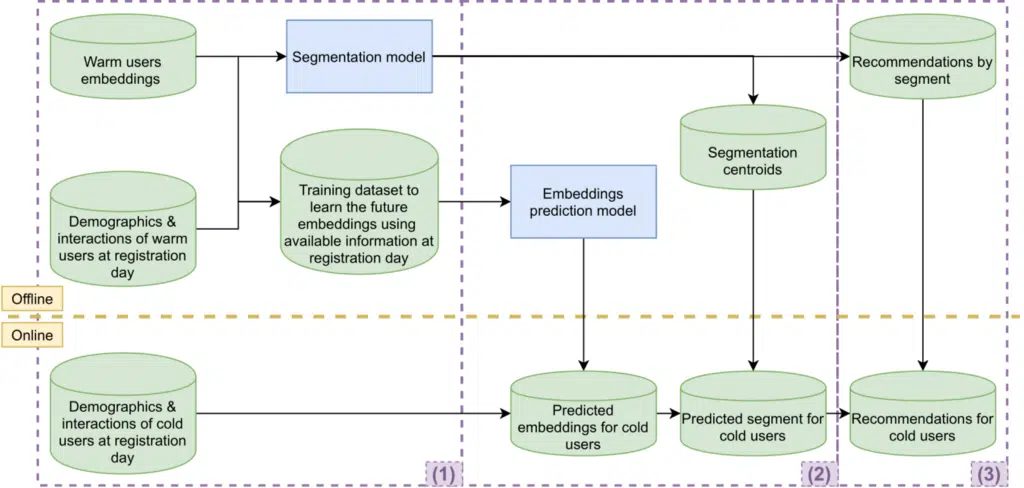 Warm users
embeddings
Segmentation model
Recommendations by
segment
Segmentation
centroids
Training dataset to
learn the future
embeddings using
available information at
registration day
Embeddings
prediction model
Demographics &
interactions of warm
users at registration
day
Offline
Online
Demographics &
interactions of cold
users at registration
day
Predicted
embeddings for cold
users
Predicted segment for
cold users
Recommendations for
cold users
(1)
(2)
(3)